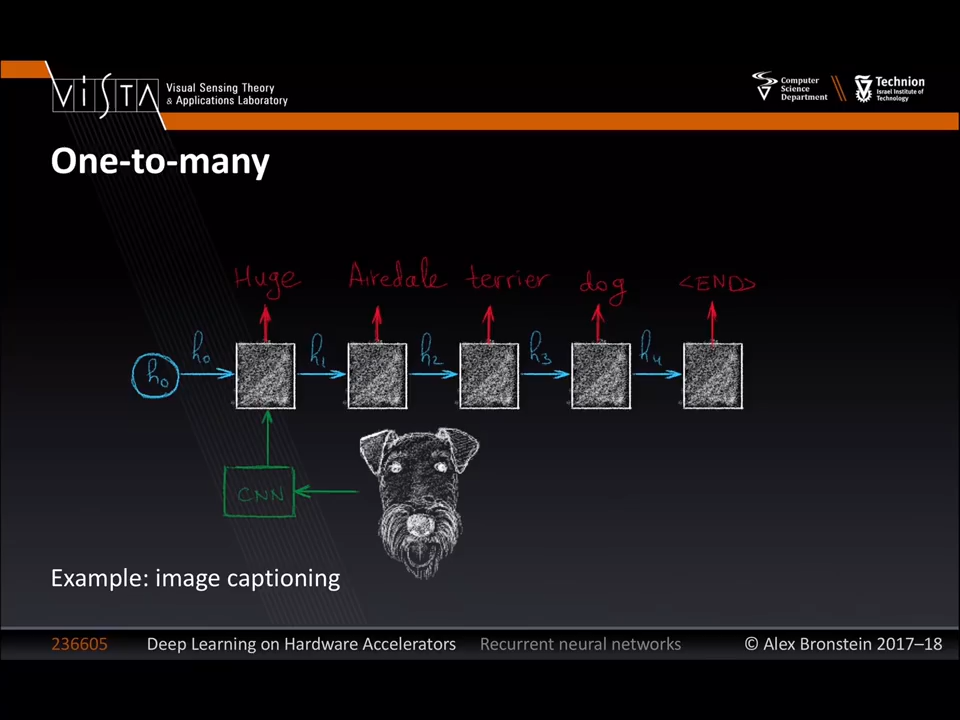 VISTA
Visual Sensing Theory
& Applications Laboratory
Computer
Science
Department
Technion
Israel Institute of
Technology
One-to-many
Huge Airedale terrier dog <END>
h0 h1 h2 h3 h4
h0
CNN
Example: image captioning
236605 Deep Learning on Hardware Accelerators Recurrent neural networks © Alex Bronstein 2017–18